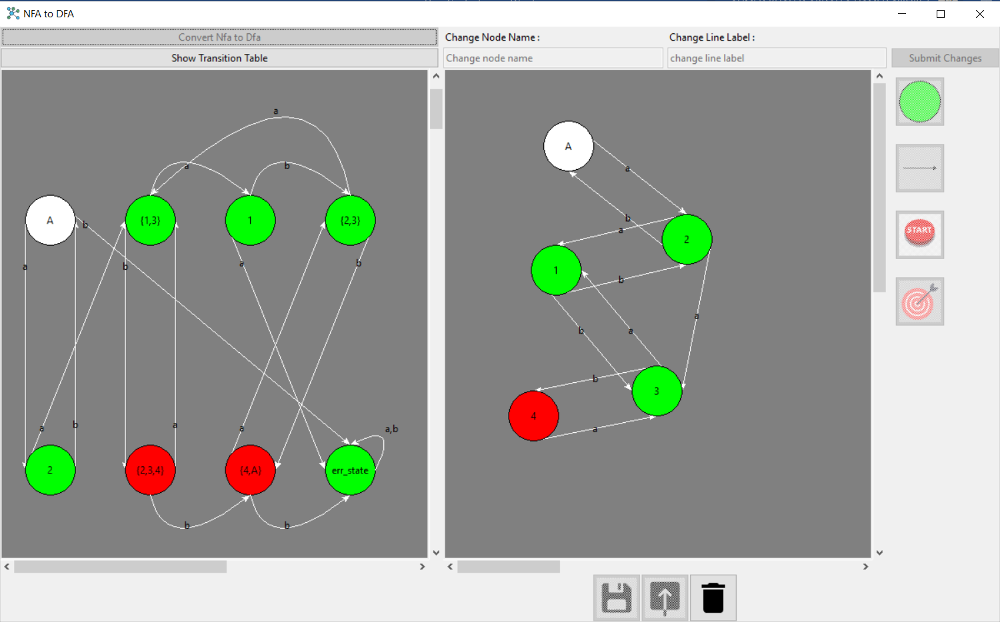 NFA to DFA
Convert Nfa to Dfa
Show Transition Table
Change Node Name :
Change Line Label :
Change node name
change line label
Submit Changes
a
a
b
A
{1,3}
1
{2,3}
b
a
b
a
b
a
b
a
a
a,b
2
{2,3,4}
{4,A}
err_state
b
b
A
a
b
a
2
1
b
a
b
a
b
3
4
a
START